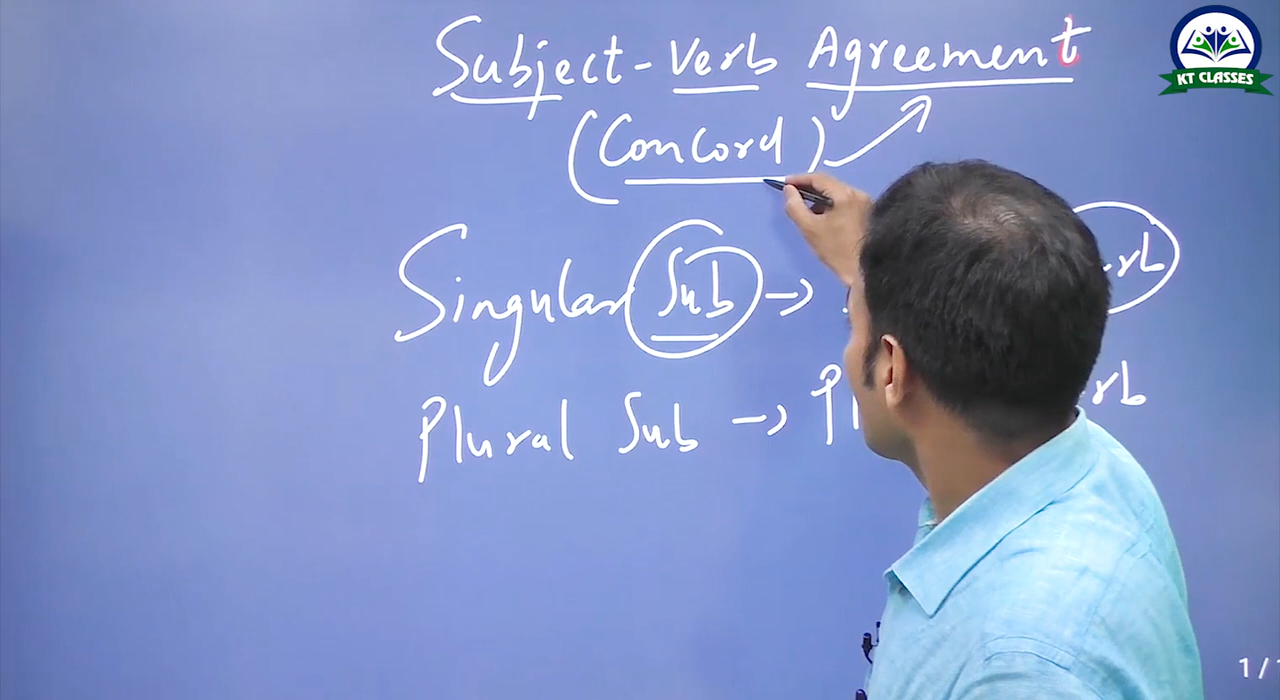 Subject-Verb Agreement
(Concord)
Singular Sub →
Plural Sub →
KT CLASSES